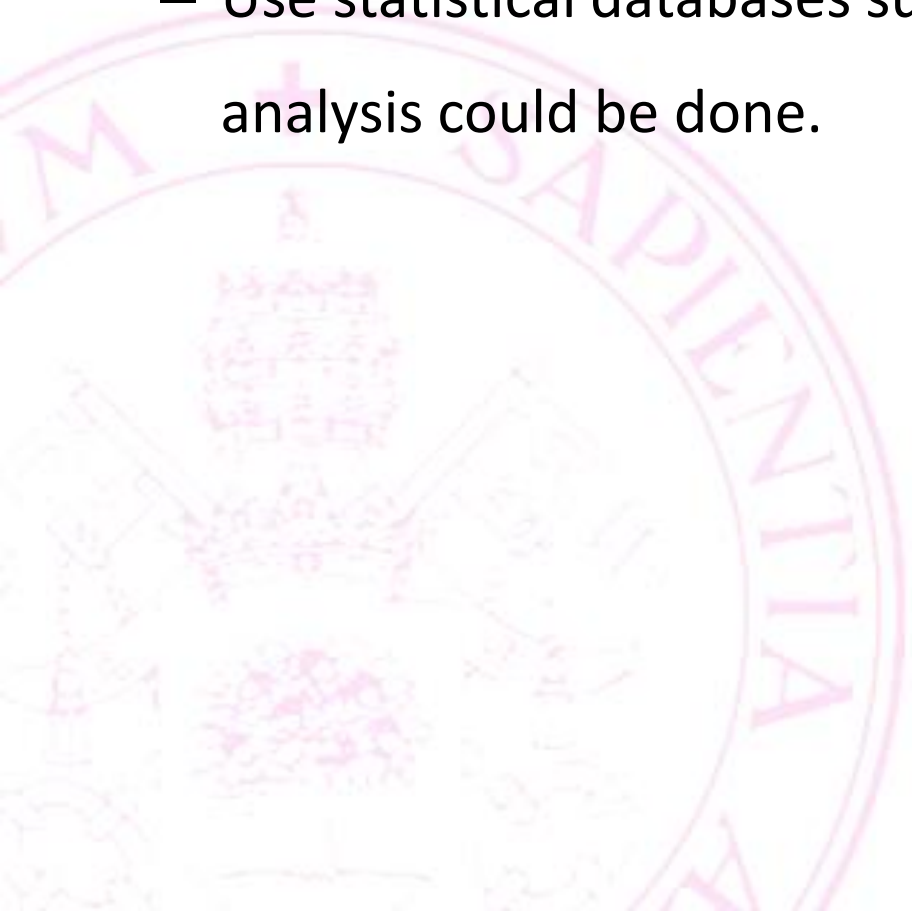 – Use statistical databases
analysis could be done.
M + SAPIENTIA